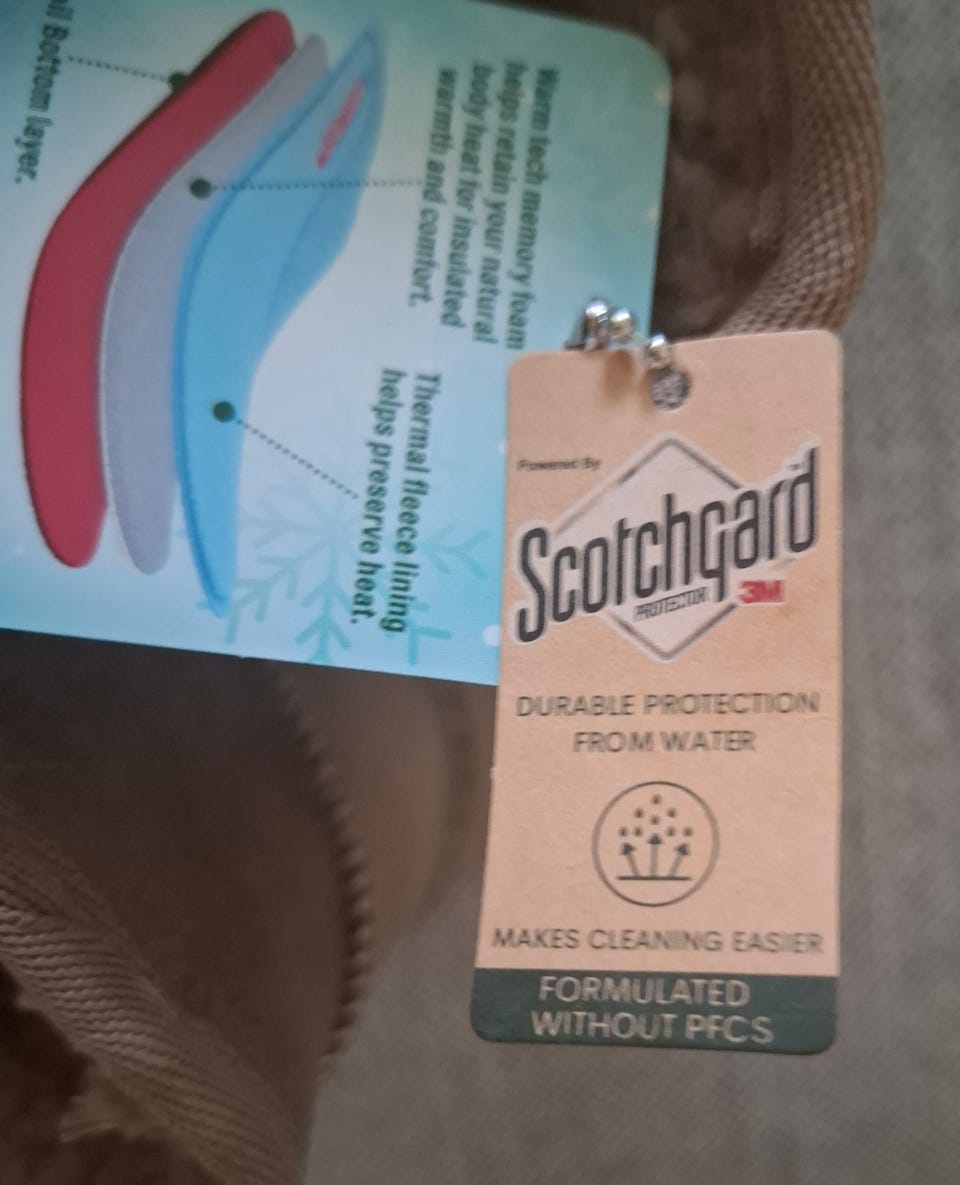 Bottom layer.
Warm tech memory foam
helps retain your natural
body heat for insulated
warmth and comfort.
Thermal fleece lining
helps preserve heat.
Powered By
Scotchgard
PROTECTOR
3M
DURABLE PROTECTION
FROM WATER
MAKES CLEANING EASIER
FORMULATED
WITHOUT PFCS